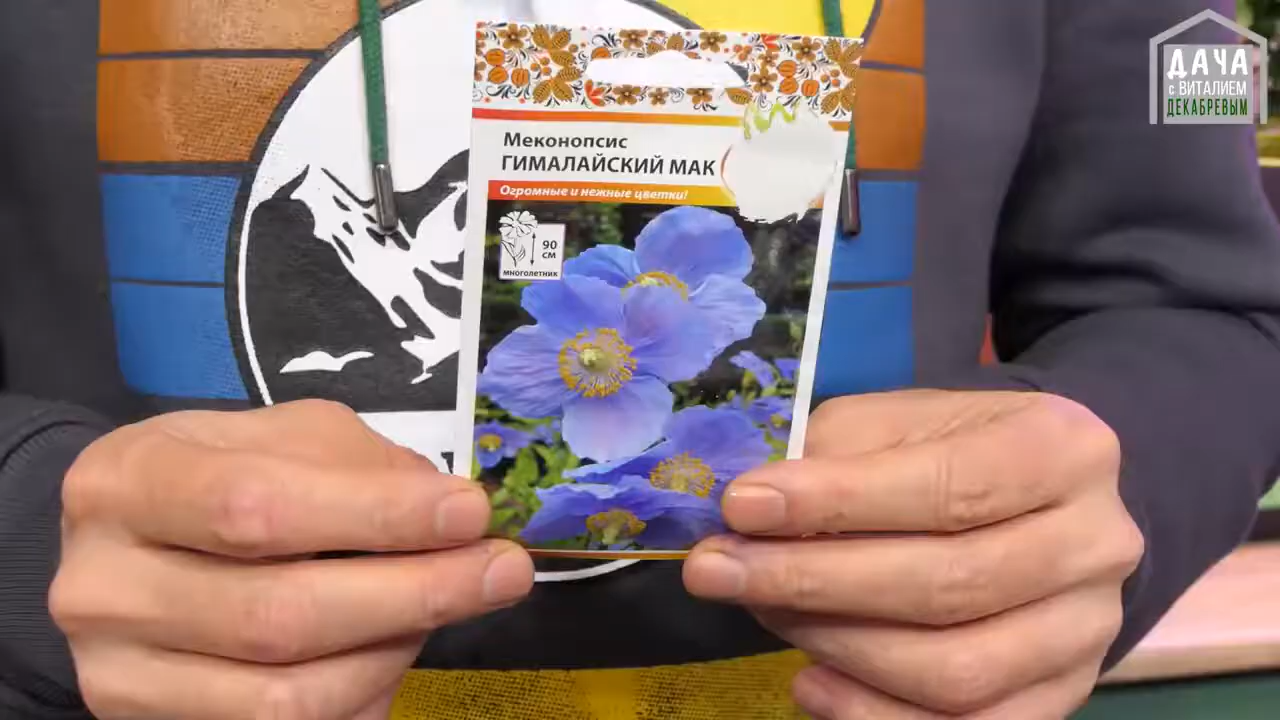 ДАЧА
с ВИТАЛИЕМ
ДЕКАБРЕВЫМ
Меконопсис
ГИМАЛАЙСКИЙ МАК
Огромные и нежные цветки!
90
см
многолетник